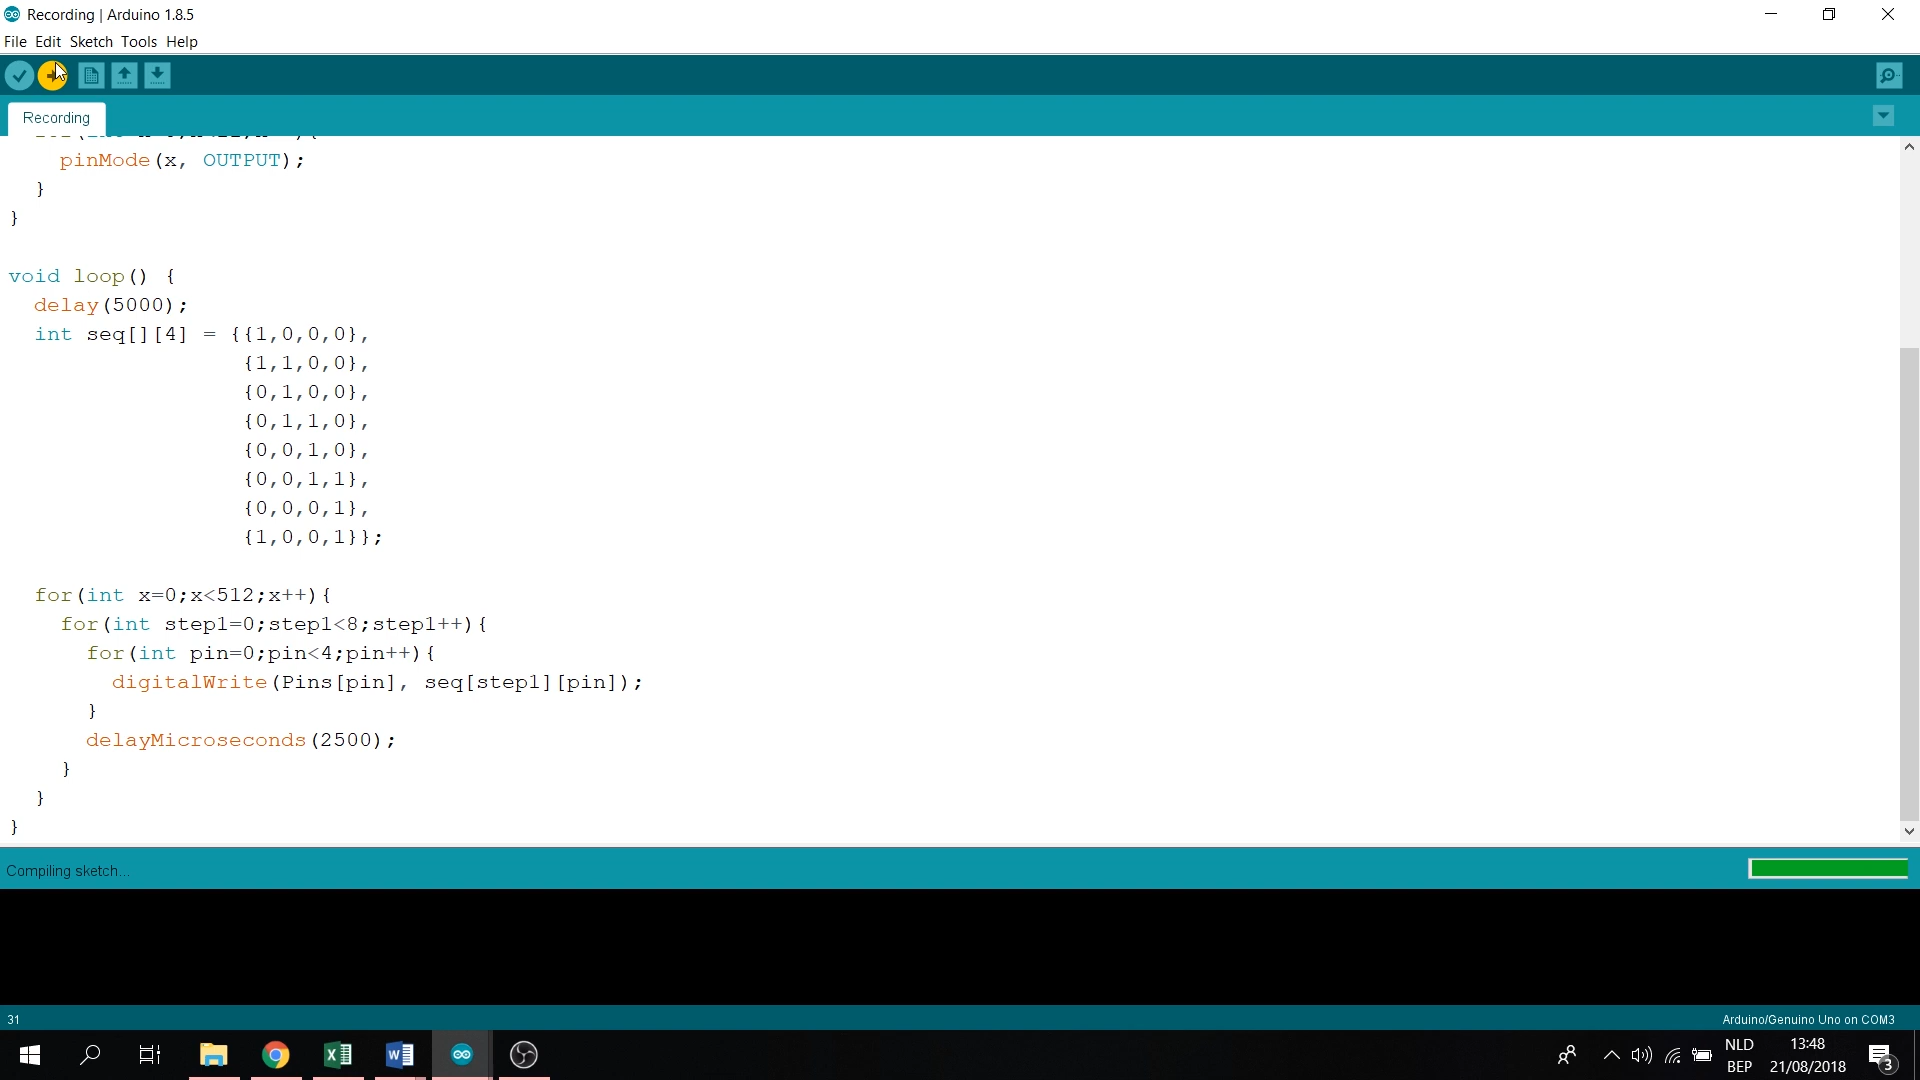 Recording | Arduino 1.8.5
File Edit Sketch Tools Help
Recording
pinMode(x, OUTPUT);
}
}
void loop() {
delay(5000);
int seq[][4] = {{1,0,0,0},
{1,1,0,0},
{0,1,0,0},
{0,1,1,0},
{0,0,1,0},
{0,0,1,1},
{0,0,0,1},
{1,0,0,1}};
for(int x=0;x<512;x++){
for(int step1=0;step1<8;step1++){
for(int pin=0;pin<4;pin++){
digitalWrite(Pins[pin], seq[step1][pin]);
}
delayMicroseconds(2500);
}
}
}
Compiling sketch...
31
Arduino/Genuino Uno on COM3
NLD
BEP
13:48
21/08/2018
3